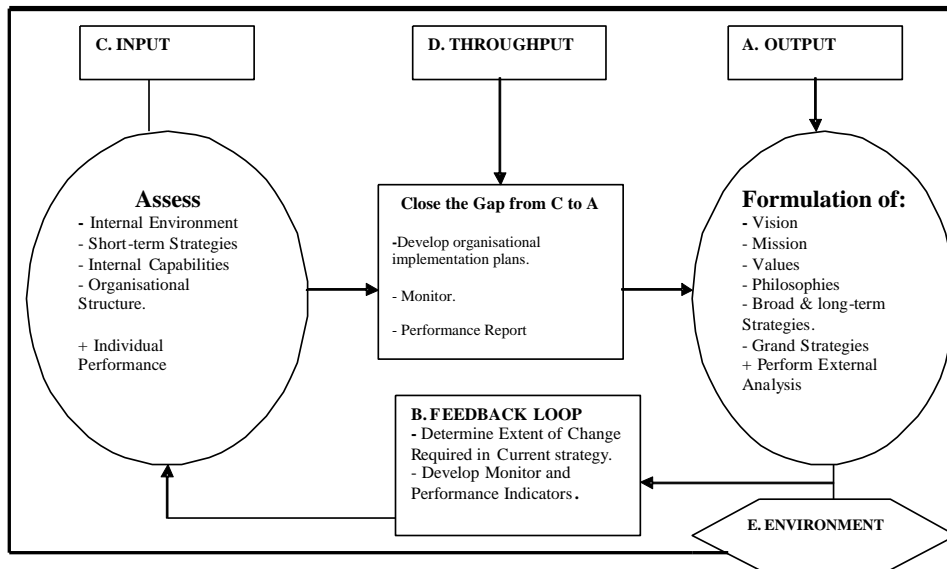 C. INPUT
D. THROUGHPUT
A. OUTPUT
Assess
- Internal Environment
- Short-term Strategies
- Internal Capabilities
- Organisational
Structure.
+ Individual
Performance
Close the Gap from C to A
-Develop organisational
implementation plans.
- Monitor.
- Performance Report
Formulation of:
- Vision
- Mission
- Values
- Philosophies
- Broad & long-term
Strategies.
- Grand Strategies
+ Perform External
Analysis
B. FEEDBACK LOOP
- Determine Extent of Change
Required in Current strategy.
- Develop Monitor and
Performance Indicators.
E. ENVIRONMENT